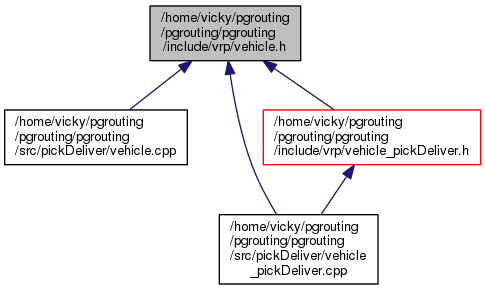 /home/vicky/pgrouting
/pgrouting/pgrouting
/include/vrp/vehicle.h
/home/vicky/pgrouting
/pgrouting/pgrouting
/src/pickDeliver/vehicle.cpp
/home/vicky/pgrouting
/pgrouting/pgrouting
/include/vrp/vehicle_pickDeliver.h
/home/vicky/pgrouting
/pgrouting/pgrouting
/src/pickDeliver/vehicle
_pickDeliver.cpp